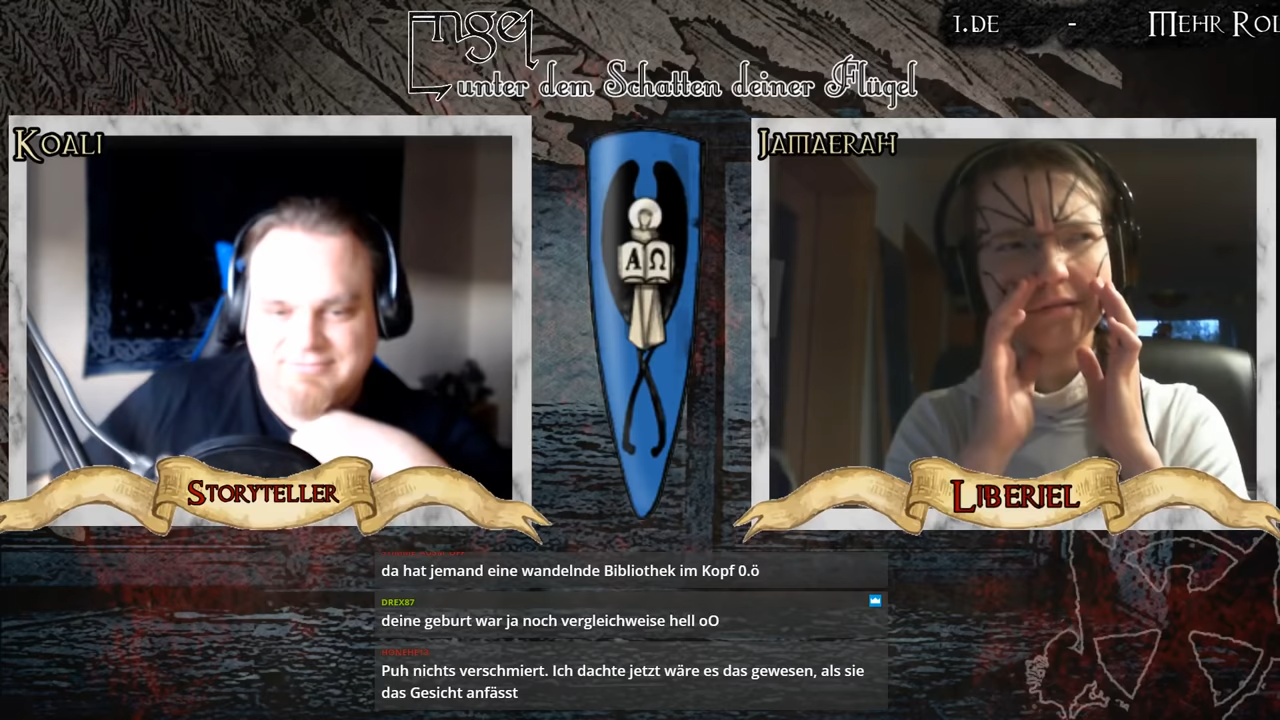 Engel
unter dem Schatten deiner Flügel
1.DE - MEHR ROL
KOALI
JAMAERAH
A Ω
STORYTELLER
LIBERIEL
da hat jemand eine wandelnde Bibliothek im Kopf 0.ö
DREX87
deine geburt war ja noch vergleichweise hell oO
Puh nichts verschmiert. Ich dachte jetzt wäre es das gewesen, als sie
das Gesicht anfässt